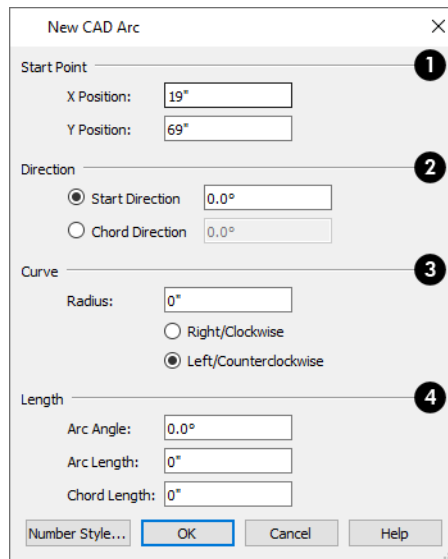 New CAD Arc
Start Point 1
X Position: 19"
Y Position: 69"
Direction 2
Start Direction 0.0°
Chord Direction 0.0°
Curve 3
Radius: 0"
Right/Clockwise
Left/Counterclockwise
Length 4
Arc Angle: 0.0°
Arc Length: 0"
Chord Length: 0"
Number Style... OK Cancel Help